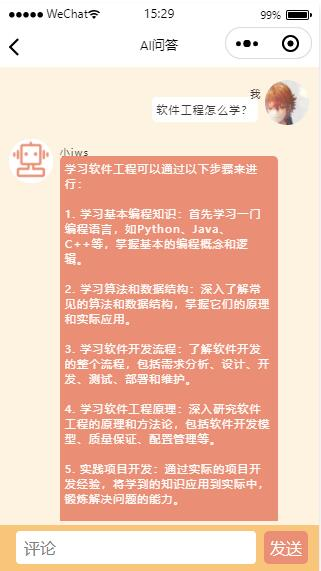 WeChat 15:29 99%
AI问答
我
软件工程怎么学？
小iws
学习软件工程可以通过以下步骤来进
行：
1. 学习基本编程知识：首先学习一门
编程语言，如Python、Java、
C++等，掌握基本的编程概念和逻
辑。
2. 学习算法和数据结构：深入了解常
见的算法和数据结构，掌握它们的原理
和实际应用。
3. 学习软件开发流程：了解软件开发
的整个流程，包括需求分析、设计、开
发、测试、部署和维护。
4. 学习软件工程原理：深入研究软件
工程的原理和方法论，包括软件开发模
型、质量保证、配置管理等。
5. 实践项目开发：通过实际的项目开
发经验，将学到的知识应用到实际中，
锻炼解决问题的能力。
评论 发送